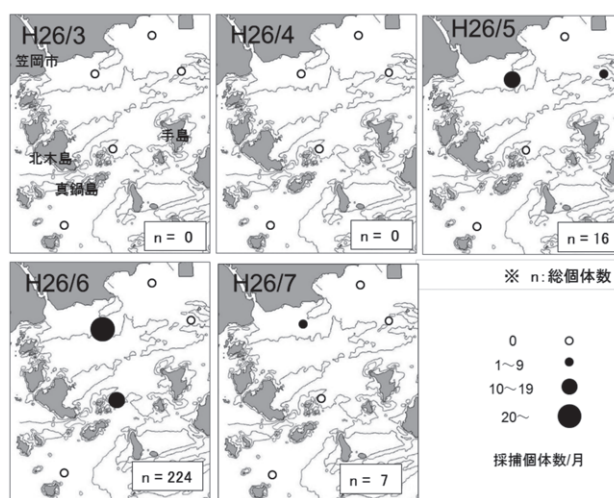 H26/3
笠岡市
手島
北木島
真鍋島
n = 0
H26/4
n = 0
H26/5
n = 16
H26/6
n = 224
H26/7
n = 7
※ n:総個体数
0
1～9
10～19
20～
採捕個体数/月